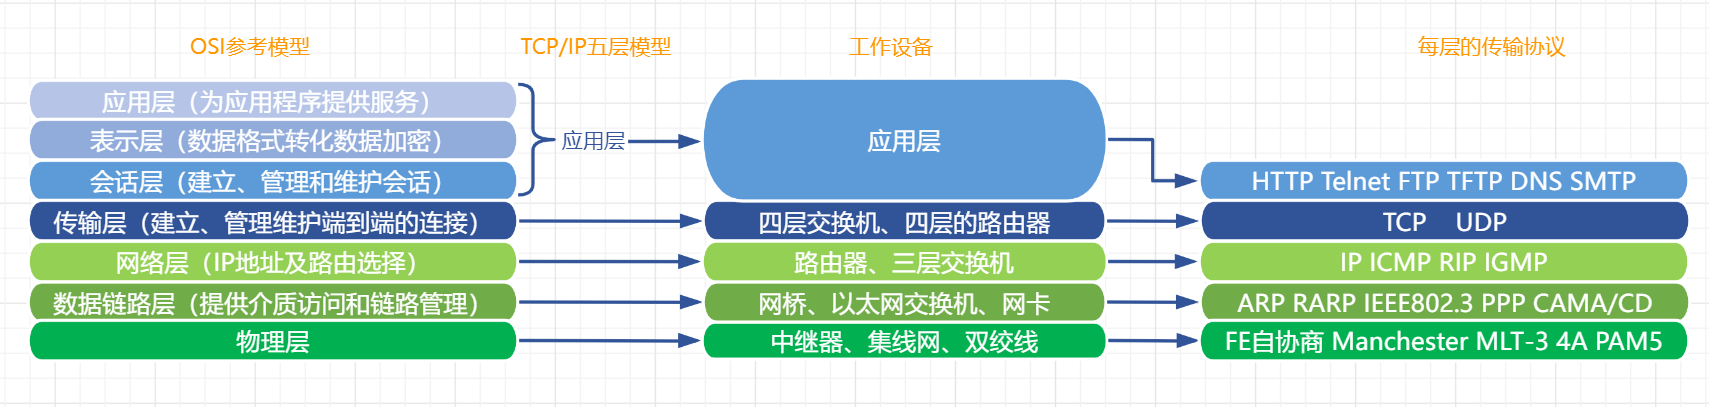 OSI参考模型 TCP/IP五层模型 工作设备 每层的传输协议
应用层（为应用程序提供服务）
表示层（数据格式转化数据加密） 应用层 应用层
会话层（建立、管理和维护会话） HTTP Telnet FTP TFTP DNS SMTP
传输层（建立、管理维护端到端的连接） 四层交换机、四层的路由器 TCP UDP
网络层（IP地址及路由选择） 路由器、三层交换机 IP ICMP RIP IGMP
数据链路层（提供介质访问和链路管理） 网桥、以太网交换机、网卡 ARP RARP IEEE802.3 PPP CAMA/CD
物理层 中继器、集线网、双绞线 FE自协商 Manchester MLT-3 4A PAM5